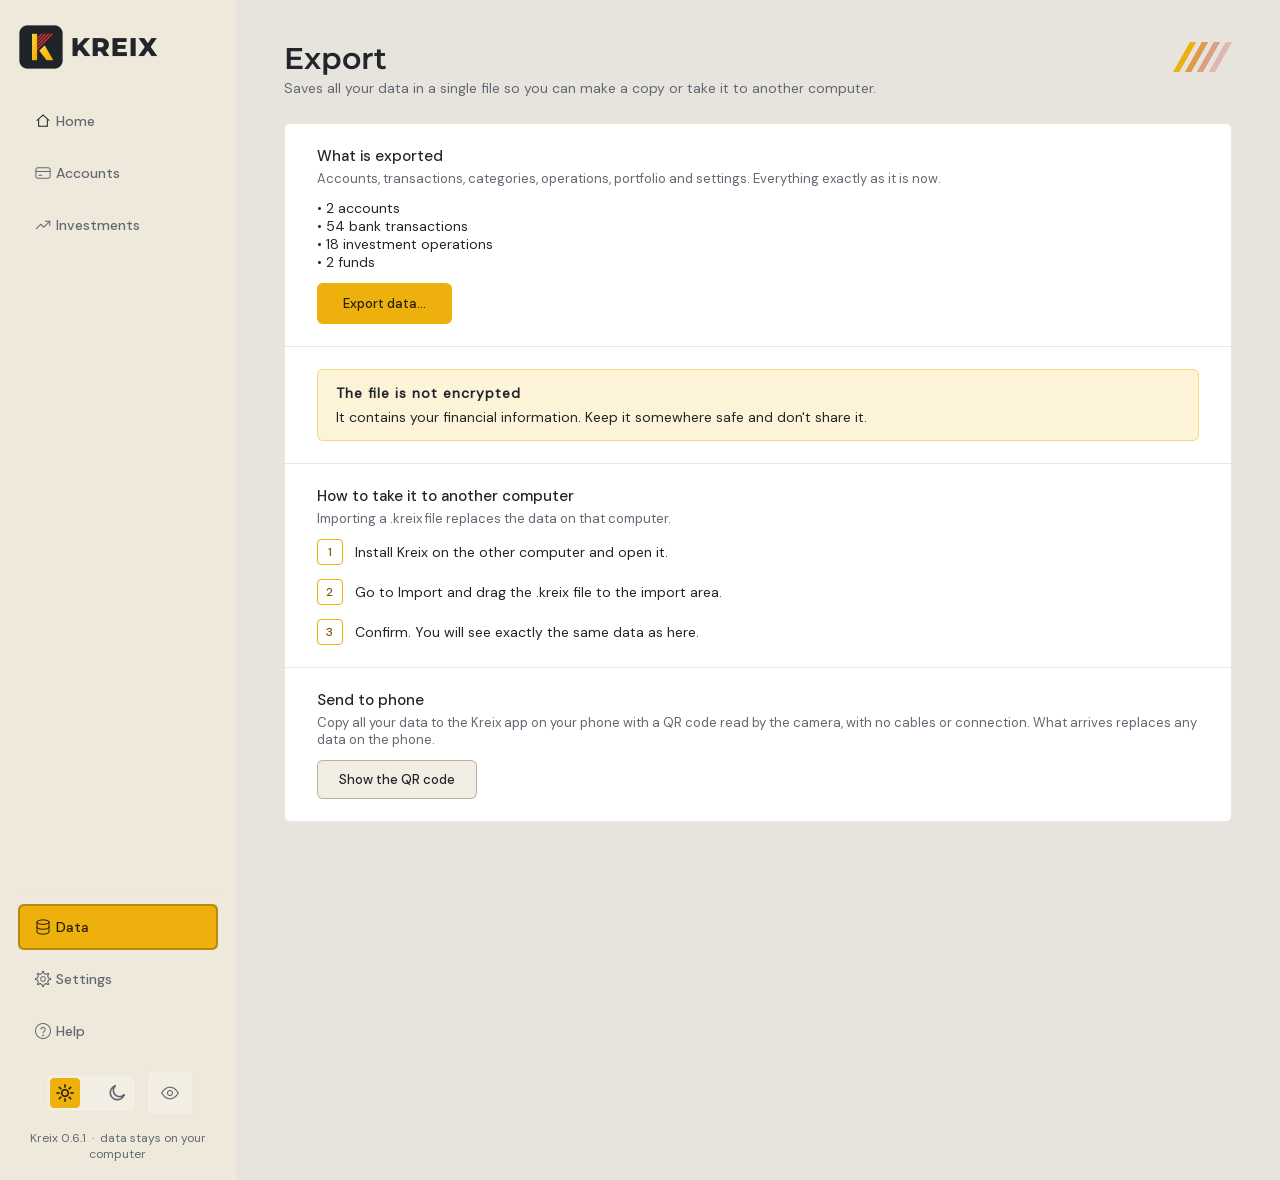 KREIX
Home
Accounts
Investments
Data
Settings
Help
Kreix 0.6.1 · data stays on your
computer
Export
Saves all your data in a single file so you can make a copy or take it to another computer.
What is exported
Accounts, transactions, categories, operations, portfolio and settings. Everything exactly as it is now.
• 2 accounts
• 54 bank transactions
• 18 investment operations
• 2 funds
Export data...
The file is not encrypted
It contains your financial information. Keep it somewhere safe and don't share it.
How to take it to another computer
Importing a .kreix file replaces the data on that computer.
1 Install Kreix on the other computer and open it.
2 Go to Import and drag the .kreix file to the import area.
3 Confirm. You will see exactly the same data as here.
Send to phone
Copy all your data to the Kreix app on your phone with a QR code read by the camera, with no cables or connection. What arrives replaces any
data on the phone.
Show the QR code